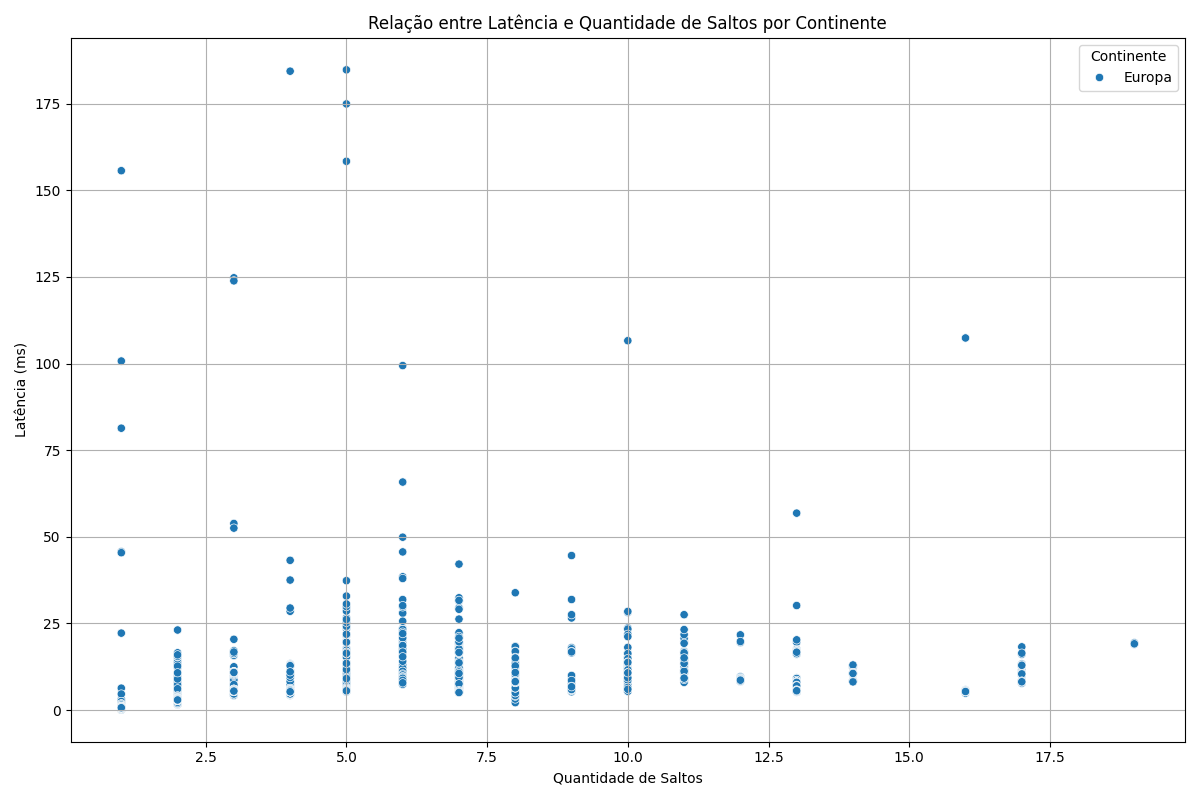 Relação entre Latência e Quantidade de Saltos por Continente
Continente
Europa
Latência (ms)
175
150
125
100
75
50
25
0
2.5 5.0 7.5 10.0 12.5 15.0 17.5
Quantidade de Saltos